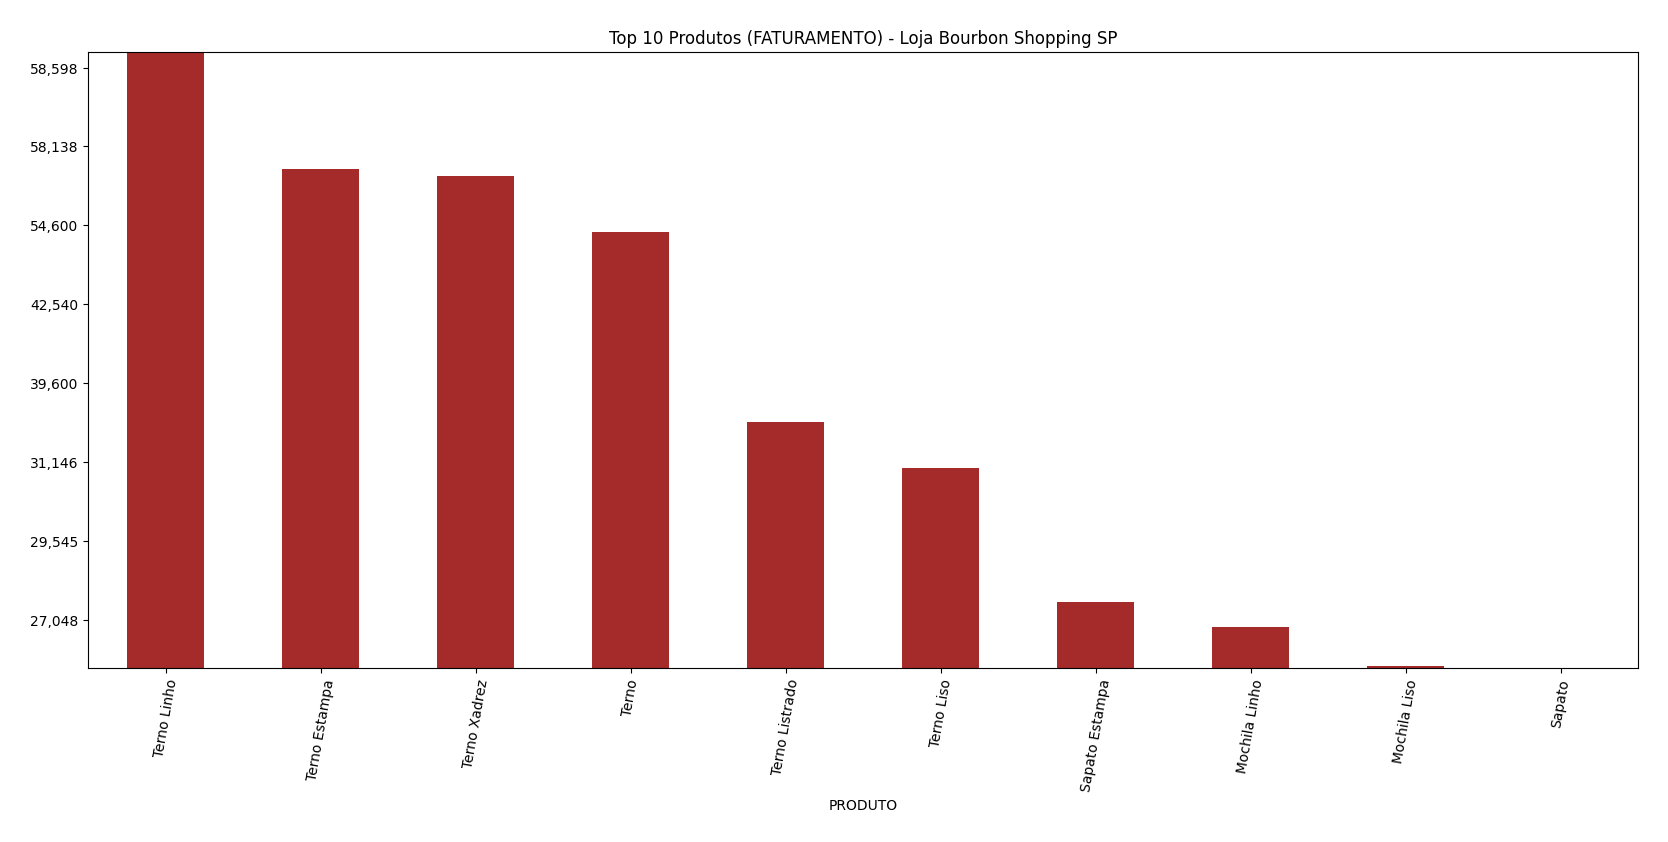 Top 10 Produtos (FATURAMENTO) - Loja Bourbon Shopping SP
58,598
58,138
54,600
42,540
39,600
31,146
29,545
27,048
Terno Linho
Terno Estampa
Terno Xadrez
Terno
Terno Listrado
Terno Liso
Sapato Estampa
Mochila Linho
Mochila Liso
Sapato
PRODUTO